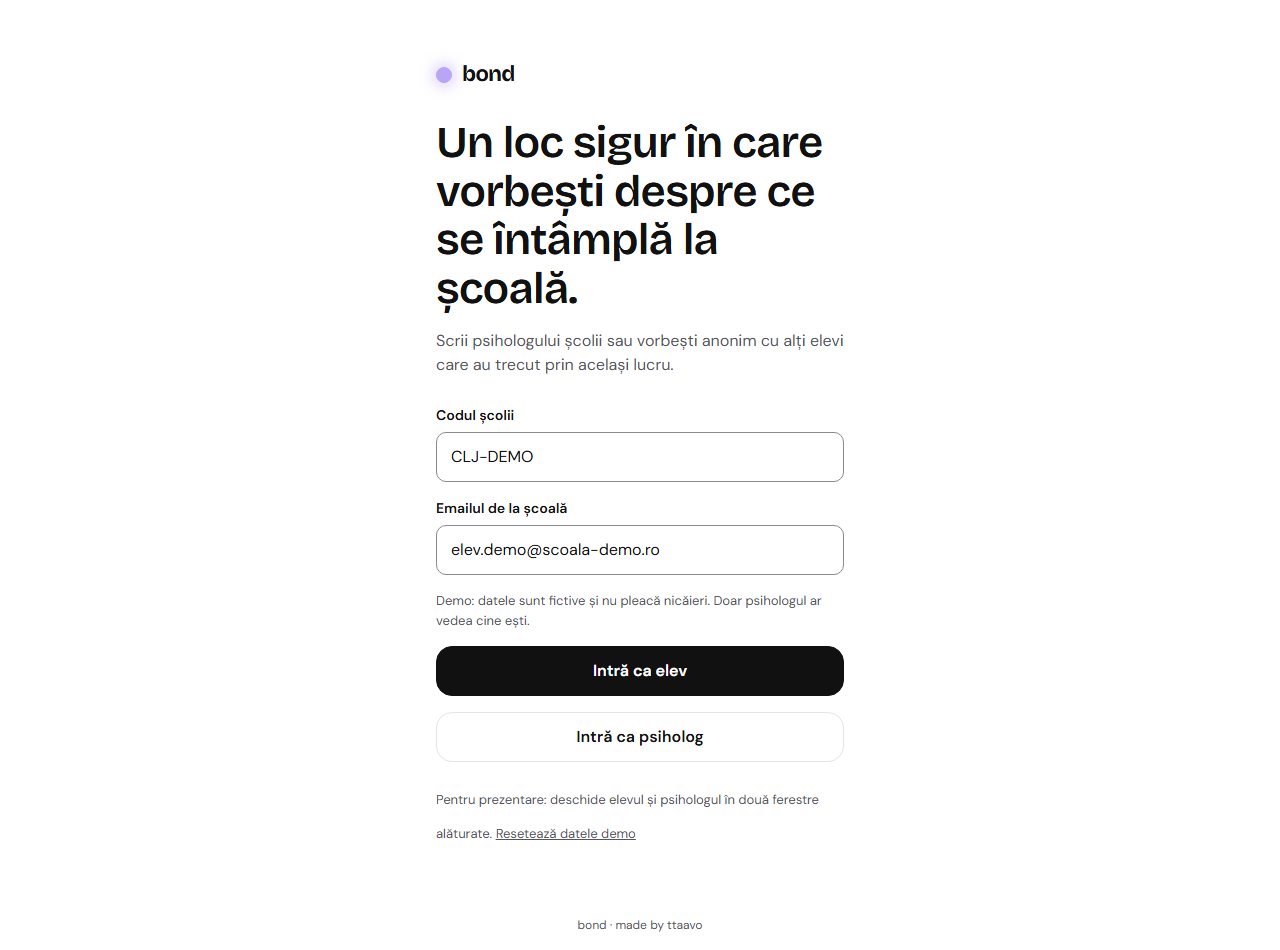 bond
Un loc sigur în care
vorbești despre ce
se întâmplă la
școală.
Scrii psihologului școlii sau vorbești anonim cu alți elevi
care au trecut prin același lucru.
Codul școlii
CLJ-DEMO
Emailul de la școală
elev.demo@scoala-demo.ro
Demo: datele sunt fictive și nu pleacă nicăieri. Doar psihologul ar
vedea cine ești.
Intră ca elev
Intră ca psiholog
Pentru prezentare: deschide elevul și psihologul în două ferestre
alăturate. Resetează datele demo
bond · made by ttaavo